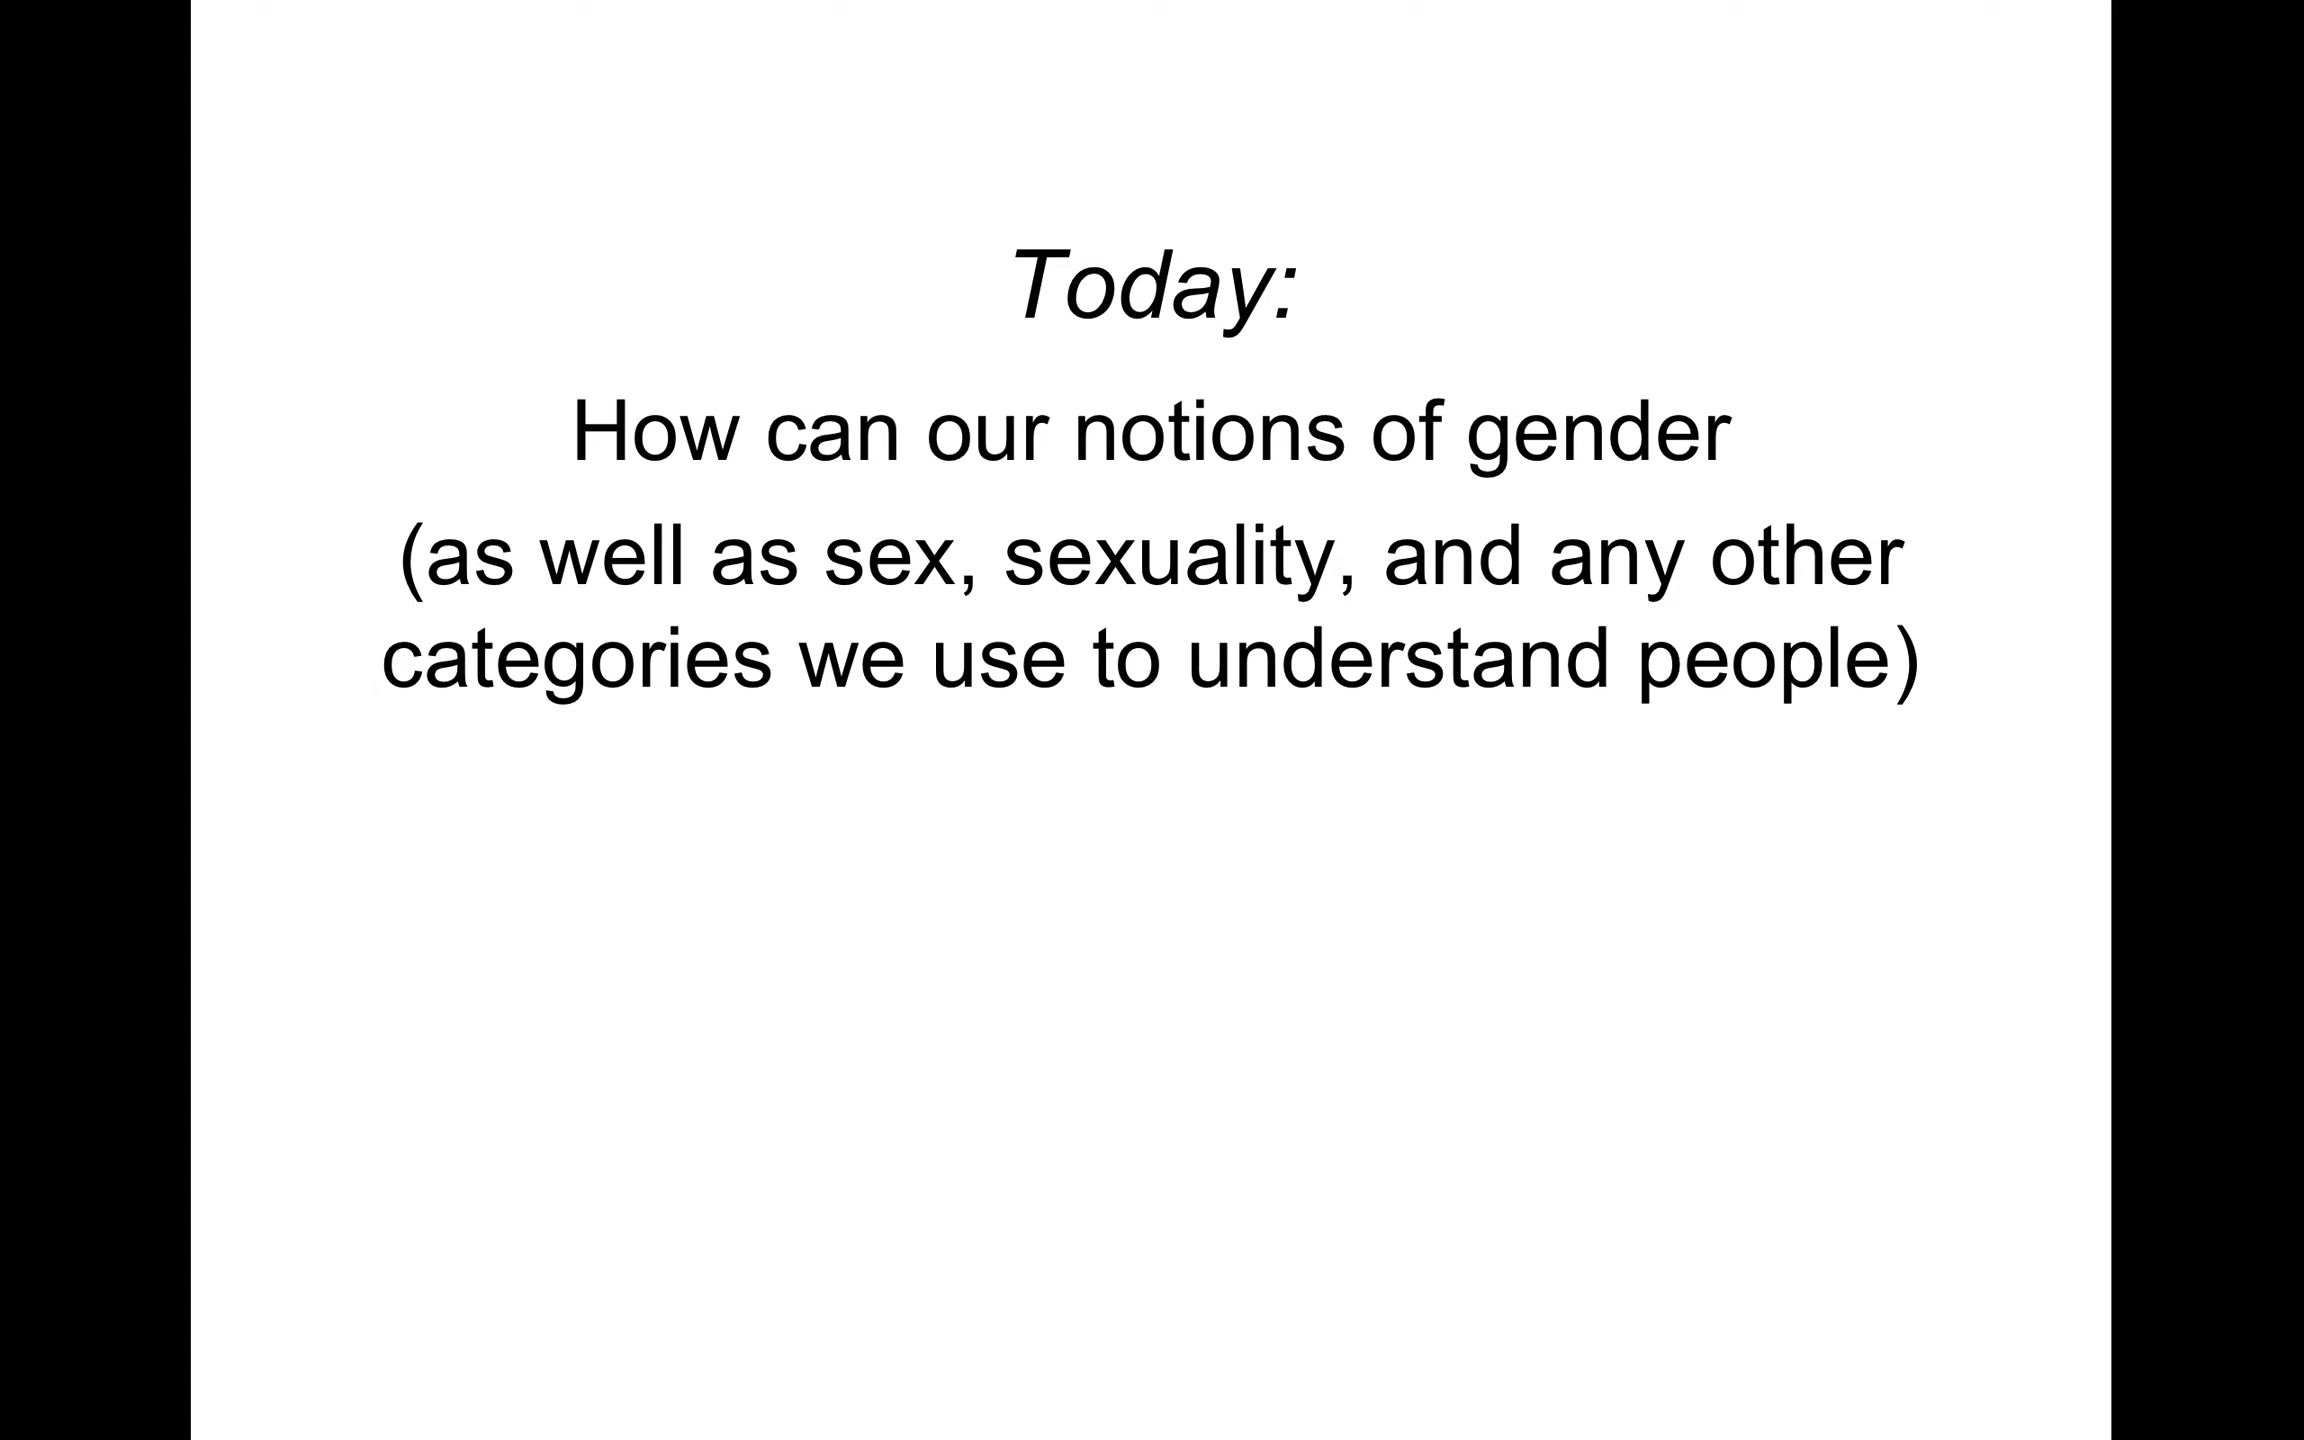 Today:
How can our notions of gender
(as well as sex, sexuality, and any other
categories we use to understand people)